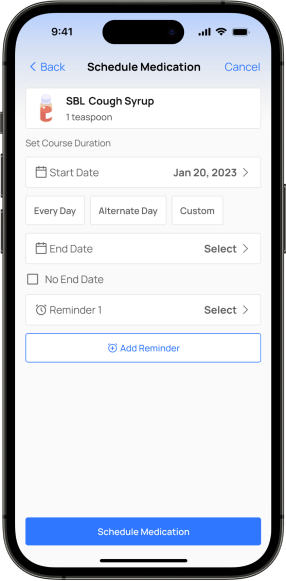 9:41
Back Schedule Medication Cancel
SBL Cough Syrup
1 teaspoon
Set Course Duration
Start Date Jan 20, 2023
Every Day Alternate Day Custom
End Date Select
No End Date
Reminder 1 Select
Add Reminder
Schedule Medication